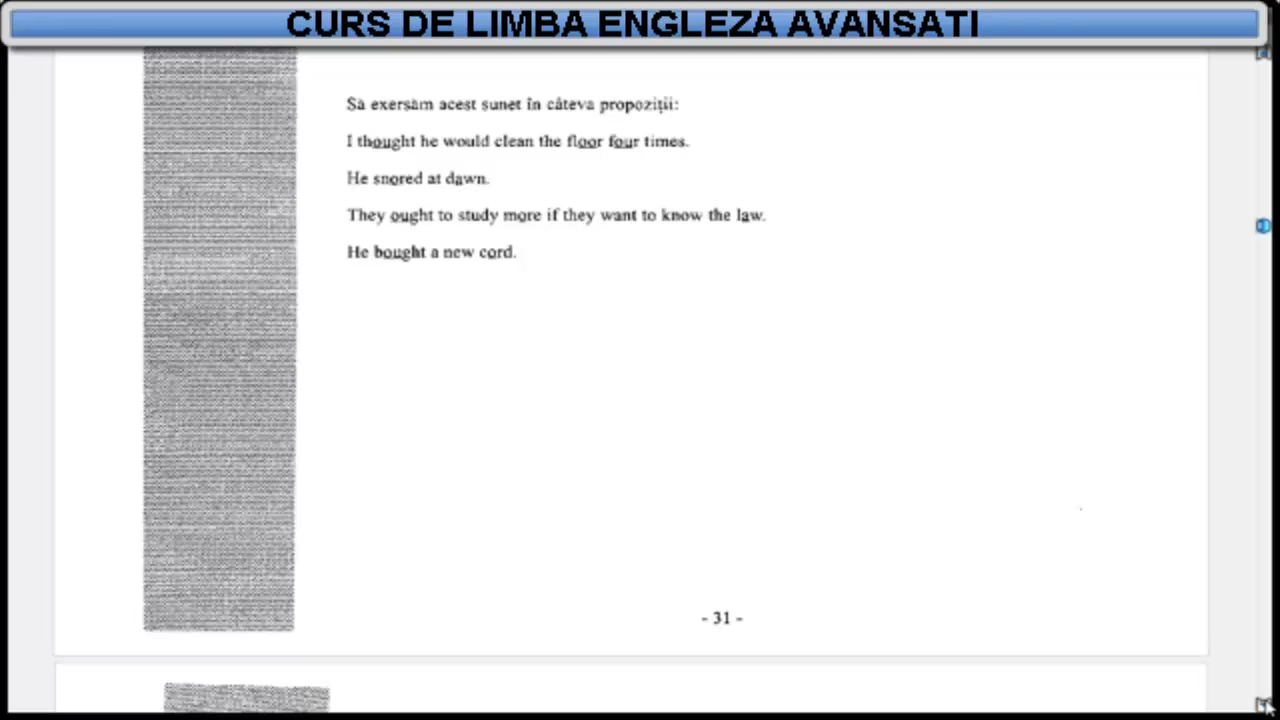 CURS DE LIMBA ENGLEZA AVANSATI
Să exersăm acest sunet în câteva propoziții:
I thought he would clean the floor four times.
He snored at dawn.
They ought to study more if they want to know the law.
He bought a new cord.
- 31 -